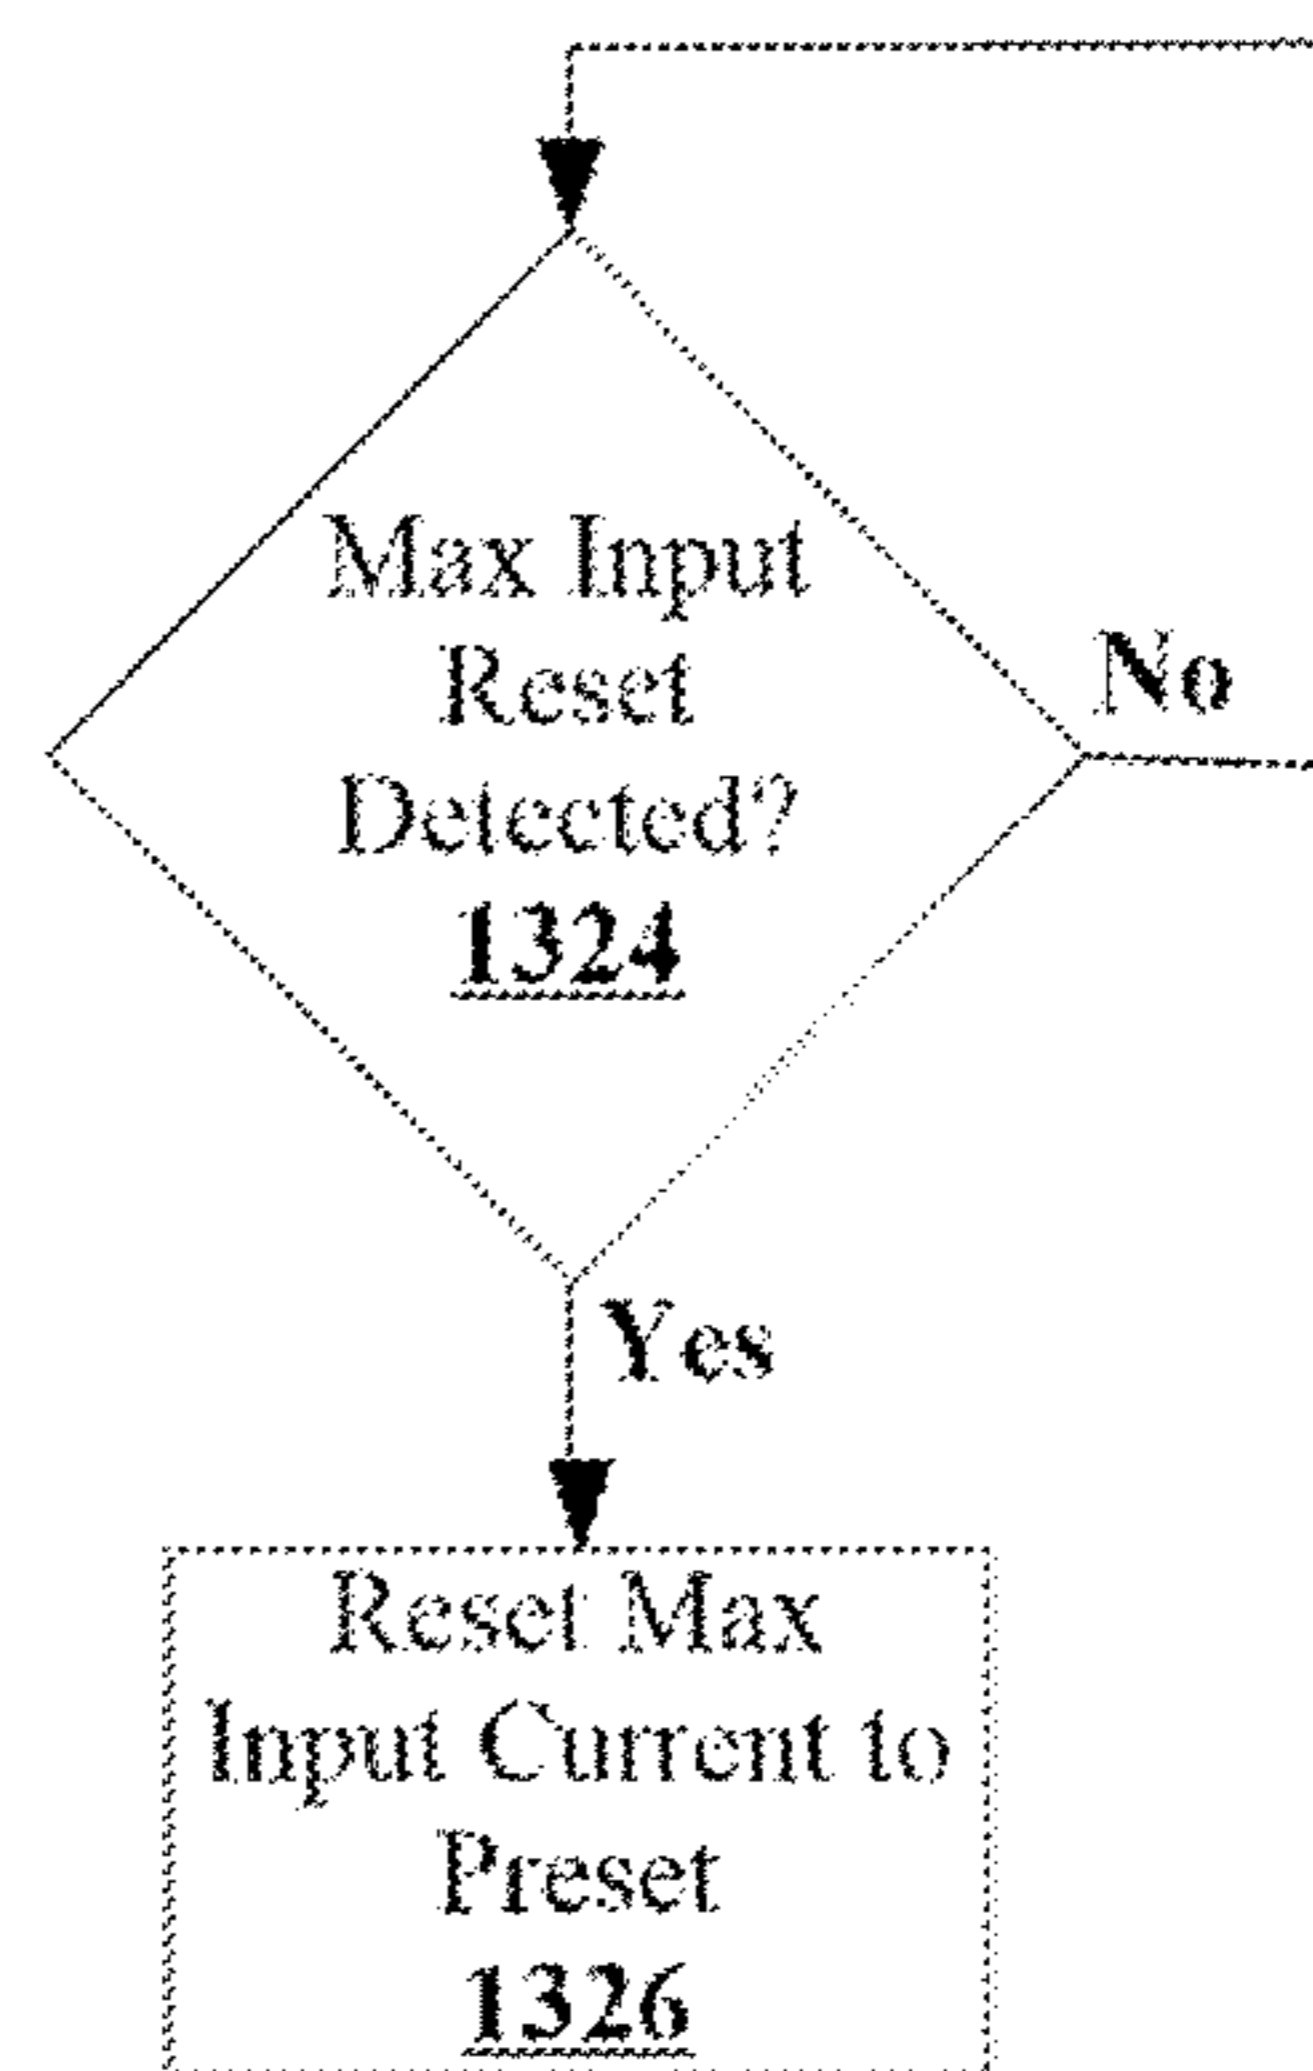 Max Input
Reset
Detected?
1324
No
Yes
Reset Max
Input Current to
Preset
1326